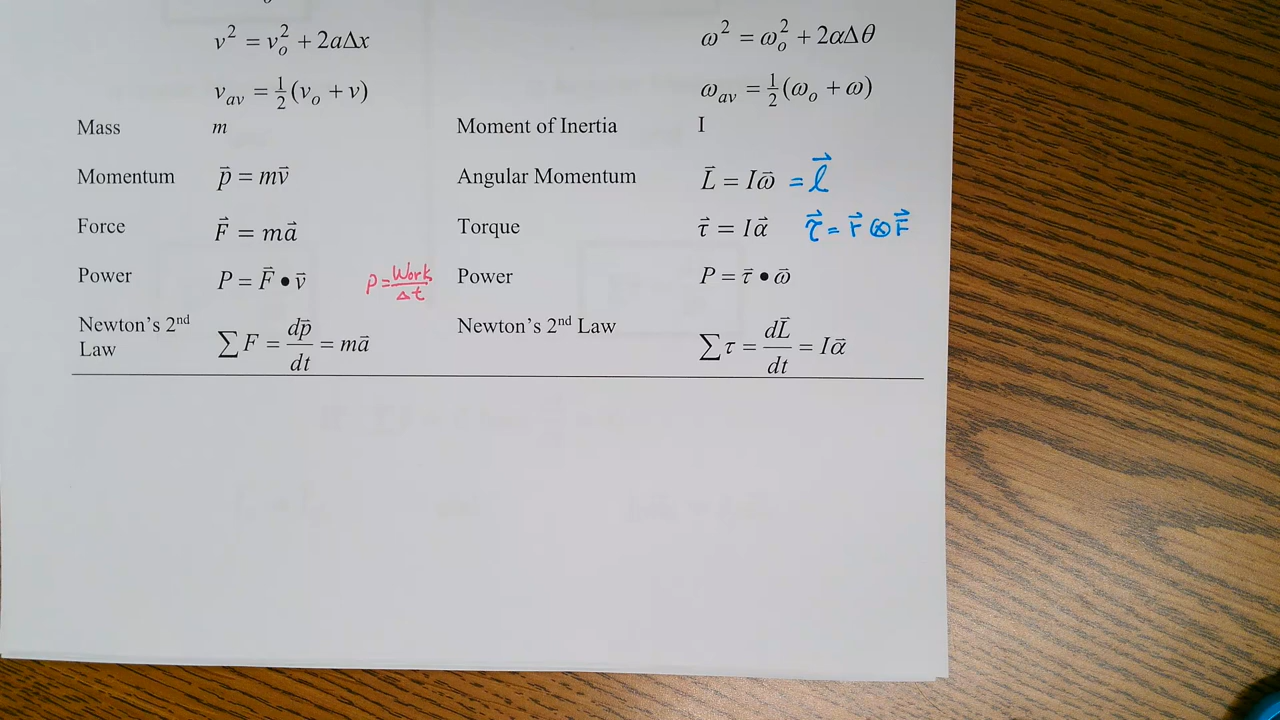 v² = v₀² + 2aΔx ω² = ω₀² + 2αΔθ
v_av = ½(v₀ + v) ω_av = ½(ω₀ + ω)
Mass m Moment of Inertia I
Momentum p⃗ = mv⃗ Angular Momentum L⃗ = Iω⃗ = l⃗
Force F⃗ = ma⃗ Torque τ⃗ = Iα⃗ τ⃗ = r⃗ ⊗ F⃗
Power P = F⃗ • v⃗ P = Work/Δt Power P = τ⃗ • ω⃗
Newton's 2nd Law ∑F = dp⃗/dt = ma⃗ Newton's 2nd Law ∑τ = dL⃗/dt = Iα⃗